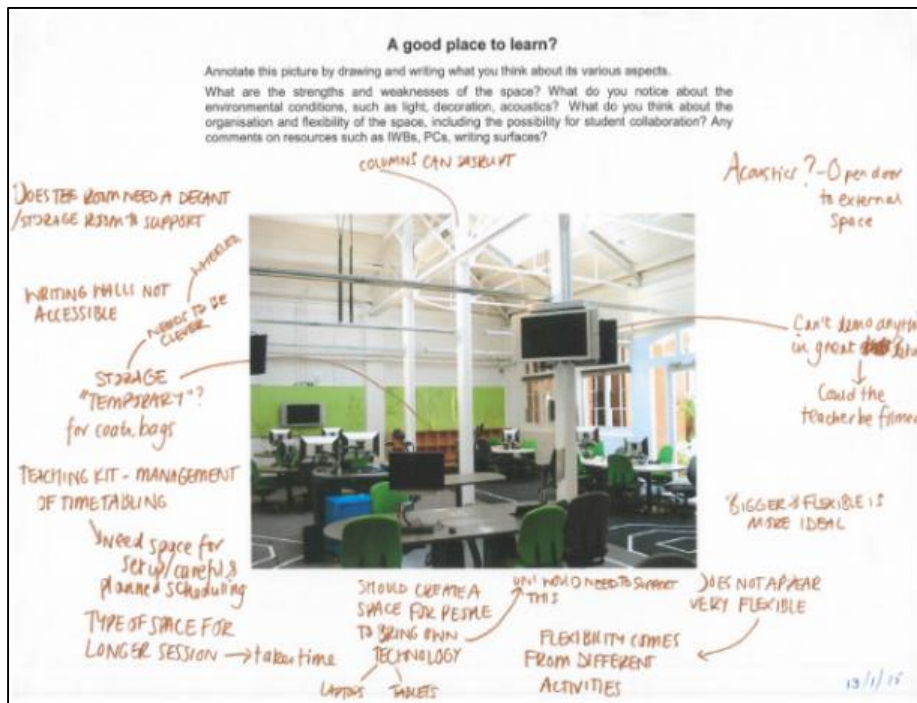 A good place to learn?
Annotate this picture by drawing and writing what you think about its various aspects.
What are the strengths and weaknesses of the space? What do you notice about the
environmental conditions, such as light, decoration, acoustics? What do you think about the
organisation and flexibility of the space, including the possibility for student collaboration? Any
comments on resources such as IWBs, PCs, writing surfaces?
COLUMNS CAN DISRUPT
Acoustics? - Open door
to external
space
DOES THE ROOM NEED A DECANT
/STORAGE ROOM TO SUPPORT
WRITING WALLS NOT
ACCESSIBLE
NEEDS TO BE
CLEVER
STORAGE
"TEMPORARY"?
for coats, bags
Can't demo anything
in great
Could the
teacher be filmed
TEACHING KIT - MANAGEMENT
OF TIMETABLING
Need space for
set up/careful &
planned scheduling
TYPE OF SPACE FOR
LONGER SESSION → takes time
SHOULD CREATE A
SPACE FOR PEOPLE
TO BRING OWN
TECHNOLOGY
LAPTOPS TABLETS
UNI WOULD NEED TO SUPPORT
THIS
BIGGER & FLEXIBLE IS
MORE IDEAL
DOES NOT APPEAR
VERY FLEXIBLE
FLEXIBILITY COMES
FROM DIFFERENT
ACTIVITIES
13/1/15